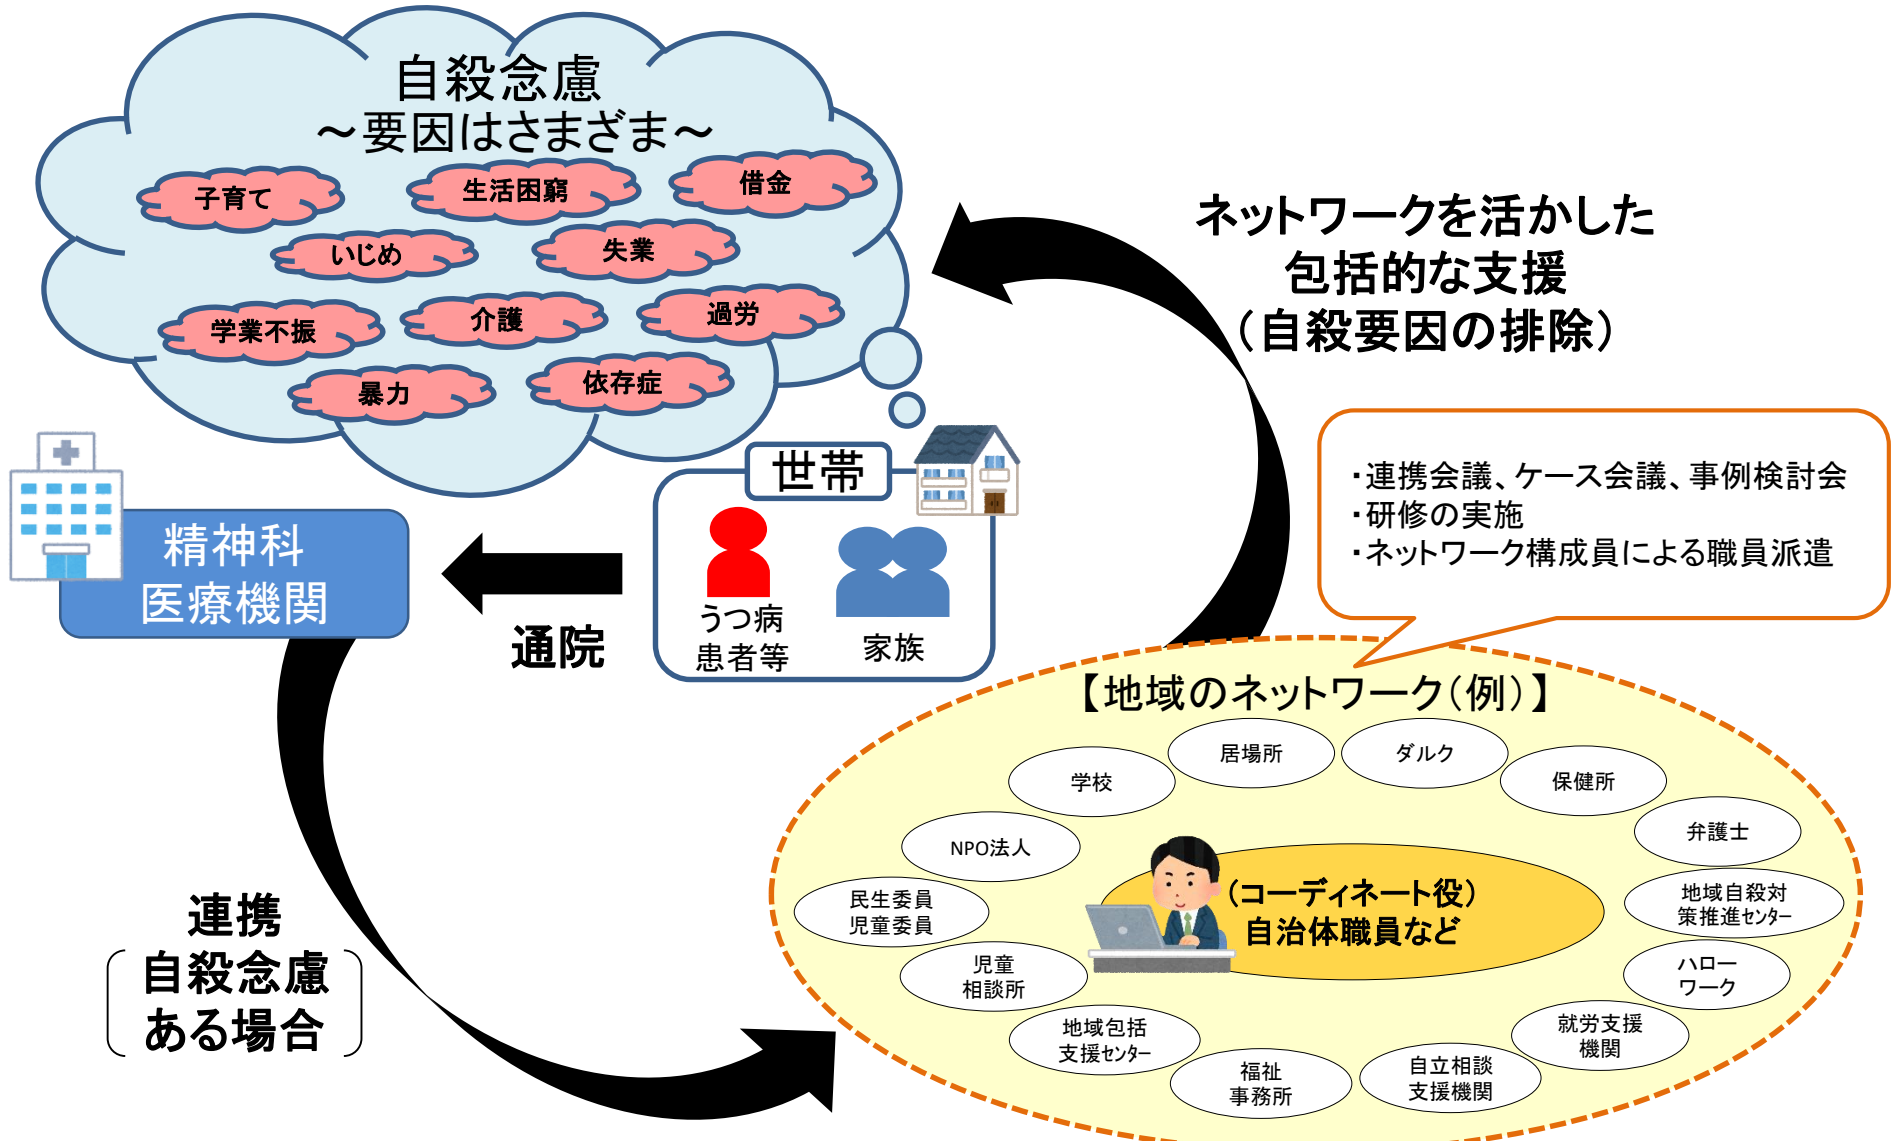 自殺念慮
～要因はさまざま～
子育て
生活困窮
借金
いじめ
失業
学業不振
介護
過労
暴力
依存症
ネットワークを活かした
包括的な支援
（自殺要因の排除）
・連携会議、ケース会議、事例検討会
・研修の実施
・ネットワーク構成員による職員派遣
世帯
うつ病
患者等
家族
精神科
医療機関
通院
連携
自殺念慮
ある場合
【地域のネットワーク（例）】
居場所
ダルク
学校
保健所
NPO法人
弁護士
民生委員
児童委員
（コーディネート役）
自治体職員など
地域自殺対
策推進センター
児童
相談所
ハロー
ワーク
地域包括
支援センター
就労支援
機関
福祉
事務所
自立相談
支援機関